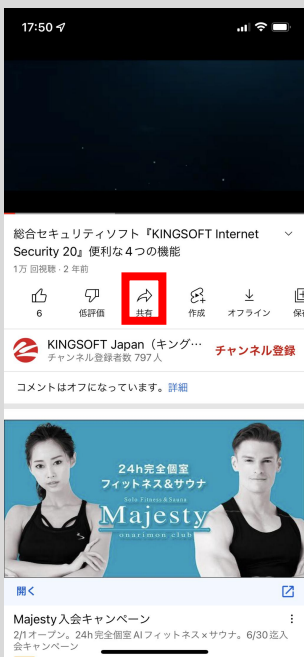 17:50
総合セキュリティソフト『KINGSOFT Internet
Security 20』便利な4つの機能
1万 回視聴・2 年前
6
低評価
共有
作成
オフライン
保存
KINGSOFT Japan（キング…
チャンネル登録者数 797人
チャンネル登録
コメントはオフになっています。詳細
24h完全個室
フィットネス&サウナ
Solo Fitness&Sauna
Majesty
onarimon club
開く
Majesty入会キャンペーン
2/1オープン。24h完全個室AIフィットネス×サウナ。6/30迄入
会キャンペーン